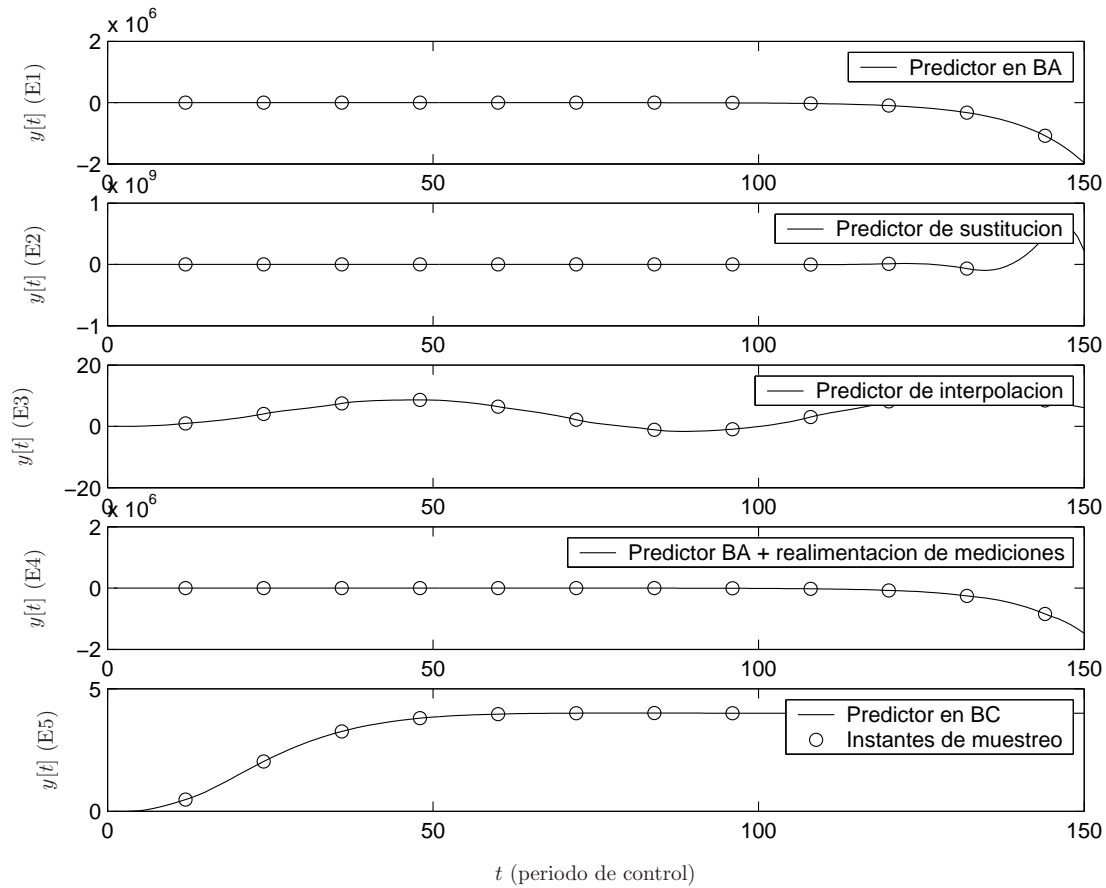 x 10^6
2
0
−2
y[t] (E1)
Predictor en BA
0
50
100
150
x 10^9
1
0
−1
y[t] (E2)
Predictor de sustitucion
0
50
100
150
20
0
−20
y[t] (E3)
Predictor de interpolacion
0
50
100
150
x 10^6
2
0
−2
y[t] (E4)
Predictor BA + realimentacion de mediciones
0
50
100
150
5
0
y[t] (E5)
Predictor en BC
Instantes de muestreo
0
50
100
150
t (periodo de control)